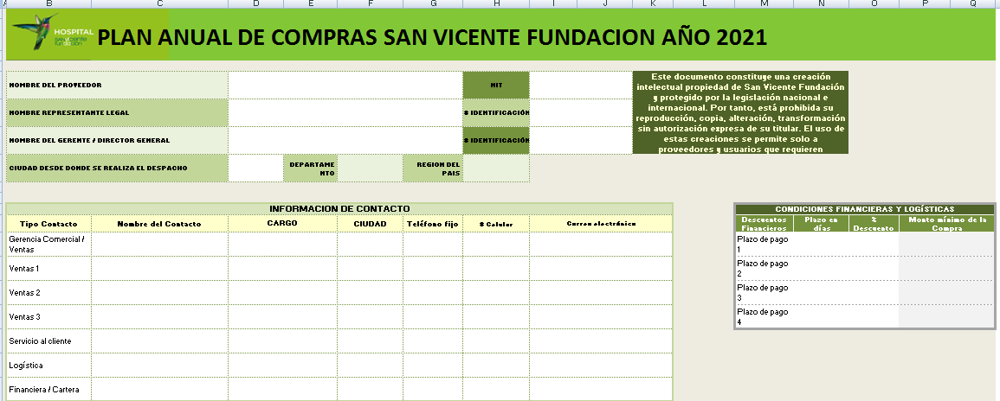 B C D E F G H I J K L M N O P Q
HOSPITAL
SAN VICENTE
FUNDACIÓN
PLAN ANUAL DE COMPRAS SAN VICENTE FUNDACION AÑO 2021
NOMBRE DEL PROVEEDOR NIT
NOMBRE REPRESENTANTE LEGAL # IDENTIFICACIÓN
NOMBRE DEL GERENTE / DIRECTOR GENERAL # IDENTIFICACIÓN
CIUDAD DESDE DONDE SE REALIZA EL DESPACHO DEPARTAME
NTO REGION DEL
PAIS
Este documento constituye una creación
intelectual propiedad de San Vicente Fundación
y protegido por la legislación nacional e
internacional. Por tanto, está prohibida su
reproducción, copia, alteración, transformación
sin autorización expresa de su titular. El uso de
estas creaciones se permite solo a
proveedores y usuarios que requieren
INFORMACION DE CONTACTO
Tipo Contacto Nombre del Contacto CARGO CIUDAD Teléfono fijo # Celular Correo electrónico
Gerencia Comercial /
Ventas
Ventas 1
Ventas 2
Ventas 3
Servicio al cliente
Logística
Financiera / Cartera
CONDICIONES FINANCIERAS Y LOGÍSTICAS
Descuentos
Financieros Plazo en
días %
Descuento Monto mínimo de la
Compra
Plazo de pago
1
Plazo de pago
2
Plazo de pago
3
Plazo de pago
4